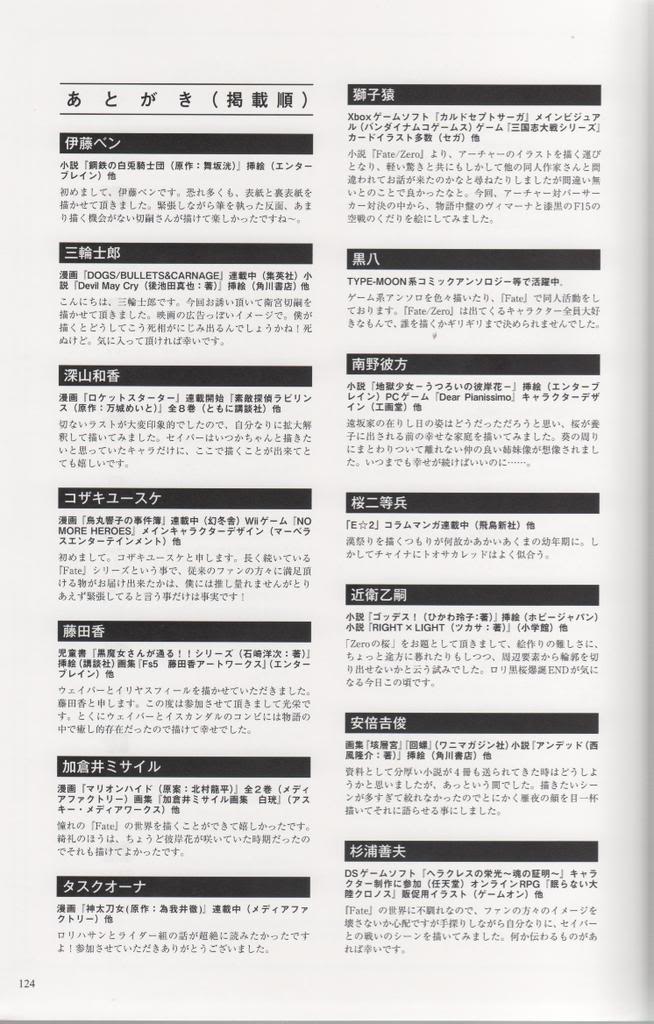 あとがき(掲載順)
伊藤ベン
小説『鋼鉄の白兎騎士団(原作:舞坂洸)』挿絵(エンター
ブレイン)他
初めまして、伊藤ベンです。恐れ多くも、表紙と裏表紙を
描かせて頂きました。緊張しながら筆を執った反面、あま
り描く機会がない切嗣さんが描けて楽しかったですね～。
三輪士郎
漫画『DOGS/BULLETS&CARNAGE』連載中(集英社)小
説『Devil May Cry(後池田真也:著)』挿絵(角川書店)他
こんにちは、三輪士郎です。今回お誘い頂いて衛宮切嗣を
描かせて頂きました。映画の広告っぽいイメージで。僕が
描くとどうしてこう死相がにじみ出るんでしょうかね!死
ぬけど。気に入って頂ければ幸いです。
深山和香
漫画『ロケットスターター』連載開始『素敵探偵ラビリン
ス(原作:万城めいと)』全8巻(ともに講談社)他
切ないラストが大変印象的でしたので、自分なりに拡大解
釈して描いてみました。セイバーはいつかちゃんと描きた
いと思っていたキャラだけに、ここで描くことが出来てと
ても嬉しいです。
コザキユースケ
漫画『烏丸響子の事件簿』連載中(幻冬舎)Wiiゲーム『NO
MORE HEROES』メインキャラクターデザイン(マーベラ
スエンターテインメント)他
初めまして。コザキユースケと申します。長く続いている
『Fate』シリーズという事で、従来のファンの方々に満足頂
ける物がお届け出来たかは、僕には推し量れませんがとり
あえず緊張してると言う事だけは事実です!
藤田香
児童書『黒魔女さんが通る!!シリーズ(石崎洋次:著)』
挿絵(講談社)画集『Fs5 藤田香アートワークス』(エンター
ブレイン)他
ウェイバーとイリヤスフィールを描かせていただきました。
藤田香と申します。この度は参加させて頂きまして光栄で
す。とくにウェイバーとイスカンダルのコンビには物語の
中で癒し的存在だったので描けて幸せでした。
加倉井ミサイル
漫画『マリオンハイド(原案:北村龍平)』全2巻(メディ
アファクトリー)画集『加倉井ミサイル画集 白珖』(アス
キー・メディアワークス)他
憧れの『Fate』の世界を描くことができて嬉しかったです。
綺礼のほうは、ちょうど彼岸花が咲いていた時期だったの
でそれも描けてよかったです。
タスクオーナ
漫画『神太刀女(原作:為我井徹)』連載中(メディアファ
クトリー)他
ロリハサンとライダー組の話が超絶に読みたかったです
よ!参加させていただきありがとうございました。
獅子猿
Xboxゲームソフト『カルドセプトサーガ』メインビジュア
ル(バンダイナムコゲームス)ゲーム『三国志大戦シリーズ』
カードイラスト多数(セガ)他
小説『Fate/Zero』より、アーチャーのイラストを描く運び
となり、軽い驚きと共にもしかして他の同人作家さんと間
違われてお話が来たのかなと尋ねたりしましたが間違い無
いとのことで良かったなと。今回、アーチャー対バーサー
カー対決の中から、物語中盤のヴィマーナと漆黒のF15の
空戦のくだりを絵にしてみました。
黒八
TYPE-MOON系コミックアンソロジー等で活躍中。
ゲーム系アンソロを色々描いたり、『Fate』で同人活動をし
ております。『Fate/Zero』は出てくるキャラクター全員大好
きなもんで、誰を描くかギリギリまで決められませんでした。
南野彼方
小説『地獄少女－うつろいの彼岸花－』挿絵(エンターブ
レイン)PCゲーム『Dear Pianissimo』キャラクターデザ
イン(工画堂)他
遠坂家の在りし日の姿はどうだっただろうと思い、桜が養
子に出される前の幸せな家庭を描いてみました。葵の周り
にまとわりついて離れない仲の良い姉妹像が想像されまし
た。いつまでも幸せが続けばいいのに……。
桜二等兵
『E☆2』コラムマンガ連載中(飛鳥新社)他
渓祭りを描くつもりが何故かあかいあくまの幼年期に。し
かしてチャイナにトオサカレッドはよく似合う。
近衛乙嗣
小説『ゴッデス!(ひかわ玲子:著)』挿絵(ホビージャパン)
小説『RIGHT×LIGHT(ツカサ:著)』(小学館)他
「Zeroの桜」をお題として頂きまして、絵作りの難しさに、
ちょっと途方に暮れたりもしつつ、周辺要素から輪郭を切
り出せないかと云う試みでした。ロリ黒桜爆誕ENDが気に
なる今日この頃です。
安倍吉俊
画集『垓層宮』『回螺』(ワニマガジン社)小説『アンデッド(西
風隆介:著)』挿絵(角川書店)他
資料として分厚い小説が4冊も送られてきた時はどうしよ
うかと思いましたが、あっという間でした。描きたいシー
ンが多すぎて絞れなかったのでとにかく雁夜の顔を目一杯
描いてそれに語らせる事にしました。
杉浦善夫
DSゲームソフト『ヘラクレスの栄光～魂の証明～』キャラ
クター制作に参加(任天堂)オンラインRPG『眠らない大
陸クロノス』販促用イラスト(ゲームオン)他
『Fate』の世界に不馴れなので、ファンの方々のイメージを
壊さないか心配ですが手探りしながら自分なりに、セイバー
との戦いのシーンを描いてみました。何か伝わるものがあ
れば幸いです。
124